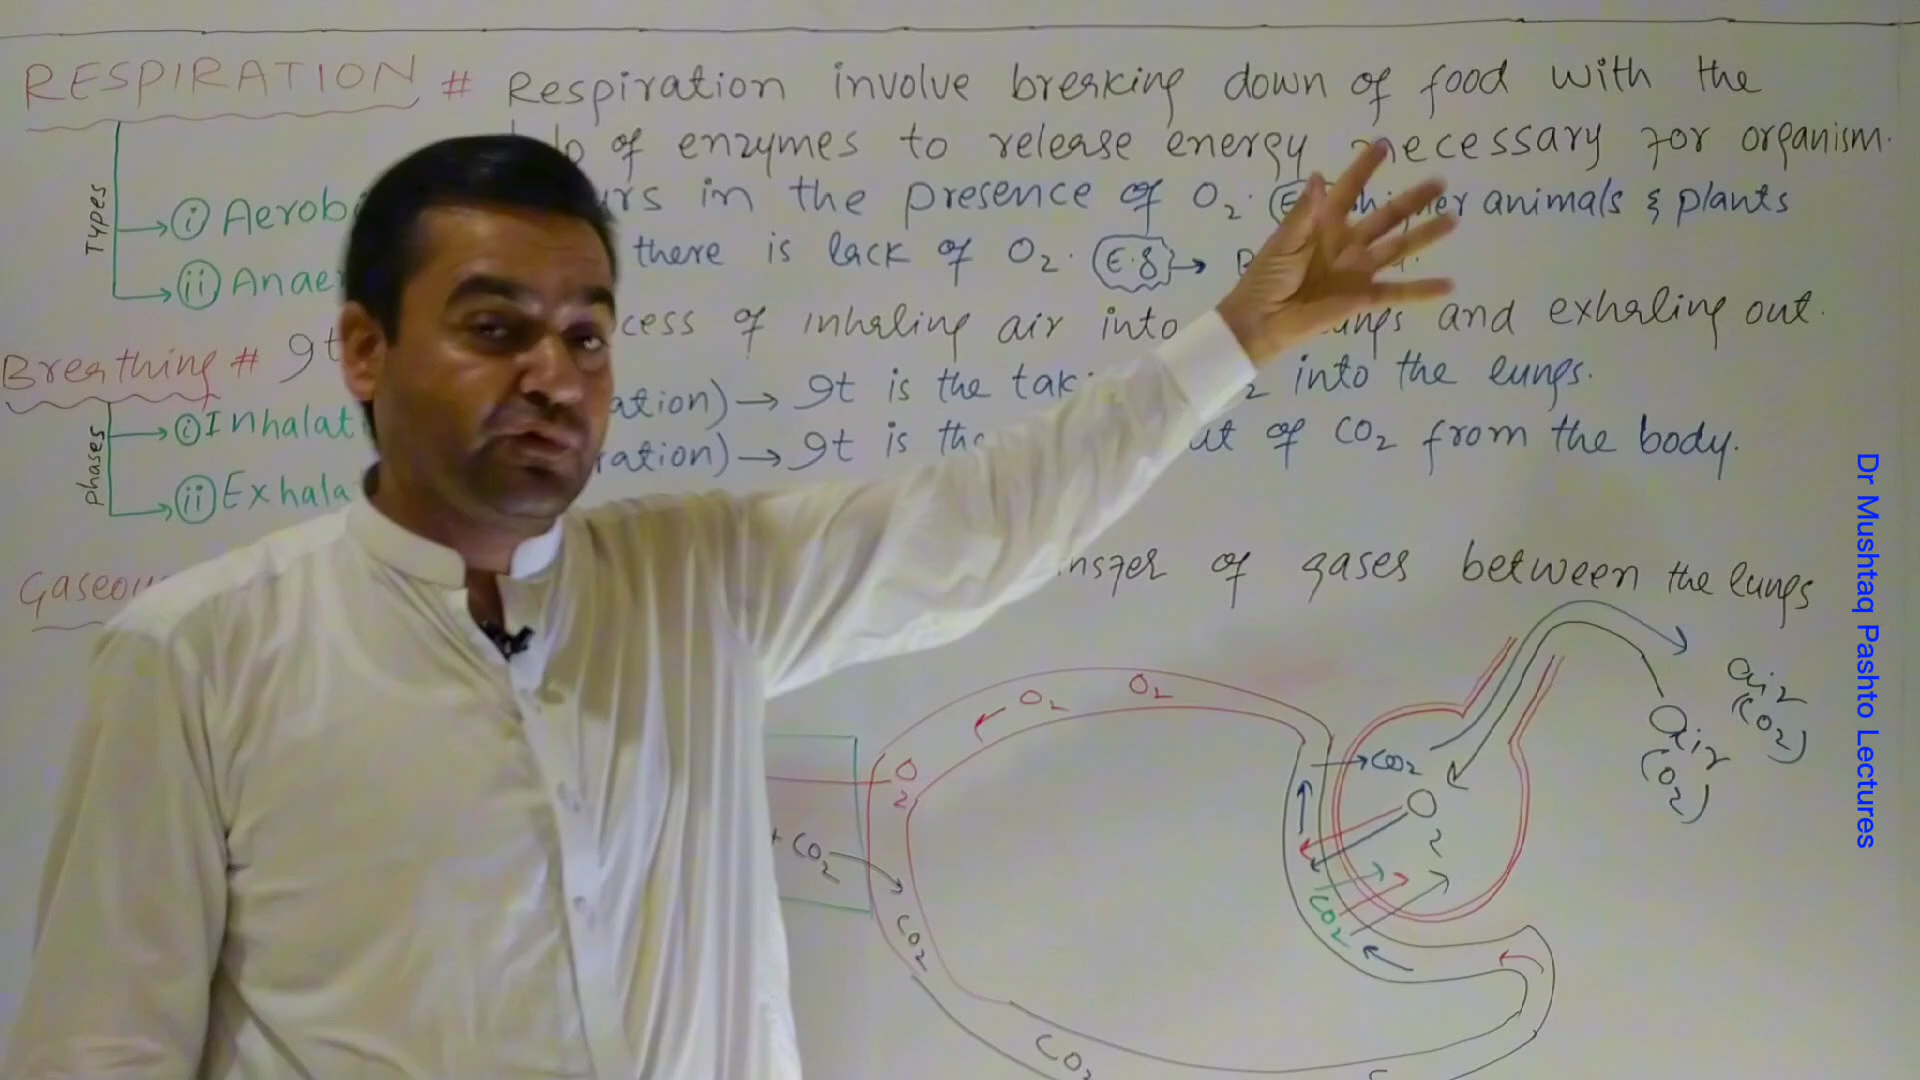 RESPIRATION # Respiration involve breaking down of food with the
of enzymes to release energy necessary for organism.
Types
i Aerob urs in the presence of O2. higher animals & plants
ii Anaer there is lack of O2. E.g →
Breathing # It cess of inhaling air into lungs and exhaling out.
phases
i Inhalat ation) → It is the tak 2 into the lungs.
ii Exhala ration) → It is the ut of CO2 from the body.
Gaseou nsfer of gases between the lungs
O2 O2
O2
air
(CO2)
air
(O2)
→CO2
O2
+ CO2
CO2
CO2
CO2
Dr Mushtaq Pashto Lectures